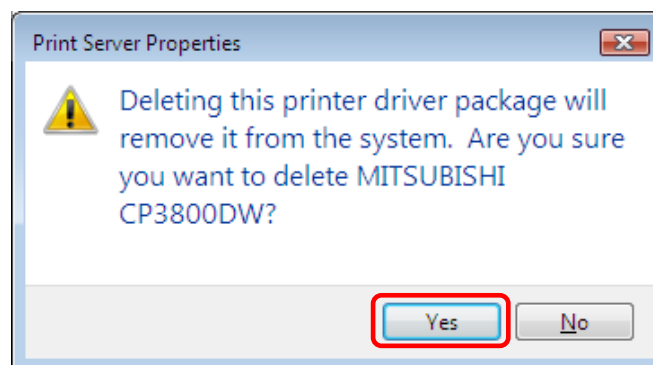 Print Server Properties
Deleting this printer driver package will
remove it from the system.  Are you sure
you want to delete MITSUBISHI
CP3800DW?
Yes
No